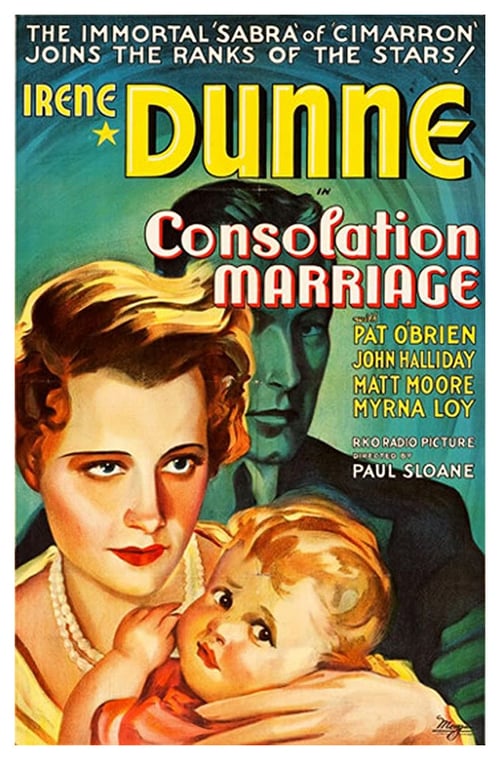 THE IMMORTAL 'SABRA' of 'CIMARRON'
JOINS THE RANKS OF THE STARS!
IRENE
DUNNE
IN
Consolation
MARRIAGE
with
PAT O'BRIEN
JOHN HALLIDAY
MATT MOORE
MYRNA LOY
RKO RADIO PICTURE
DIRECTED BY
PAUL SLOANE